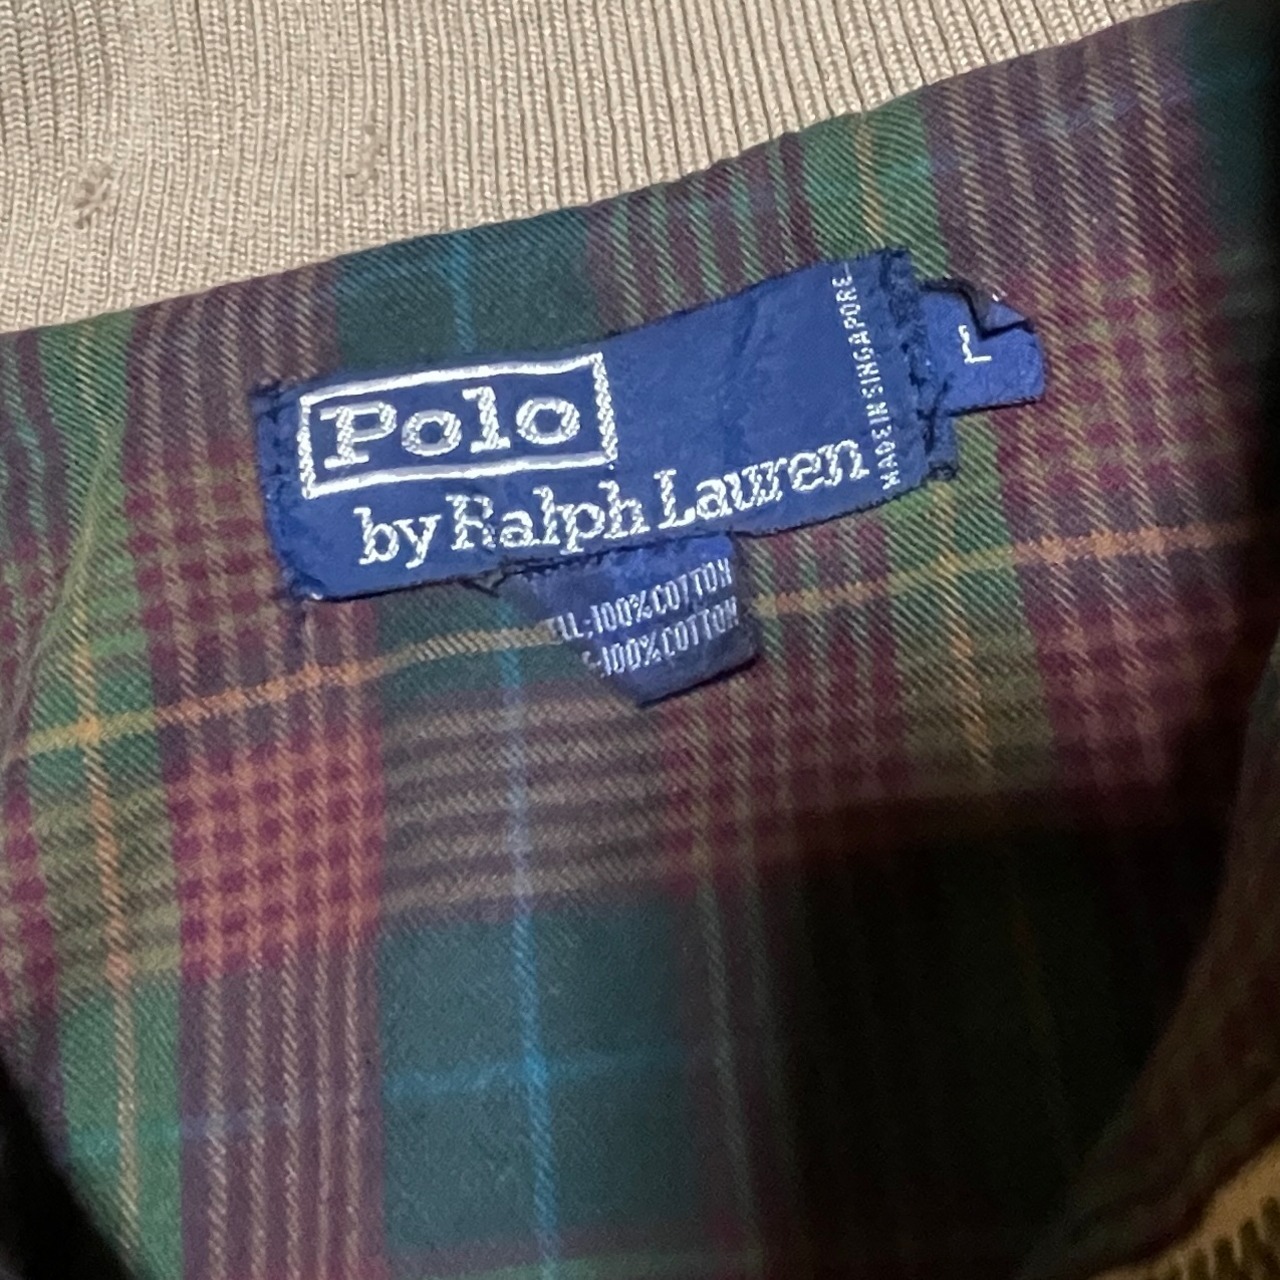 Polo
by Ralph Lauren
MADE IN SINGAPORE
L
100% COTTON
100% COTTON